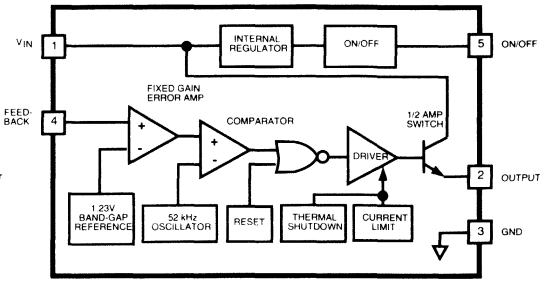 VIN
1
INTERNAL
REGULATOR
ON/OFF
5
ON/OFF
FIXED GAIN
ERROR AMP
FEED-
BACK
4
COMPARATOR
1/2 AMP
SWITCH
+
-
+
-
DRIVER
2
OUTPUT
1.23V
BAND-GAP
REFERENCE
52 kHz
OSCILLATOR
RESET
THERMAL
SHUTDOWN
CURRENT
LIMIT
3
GND